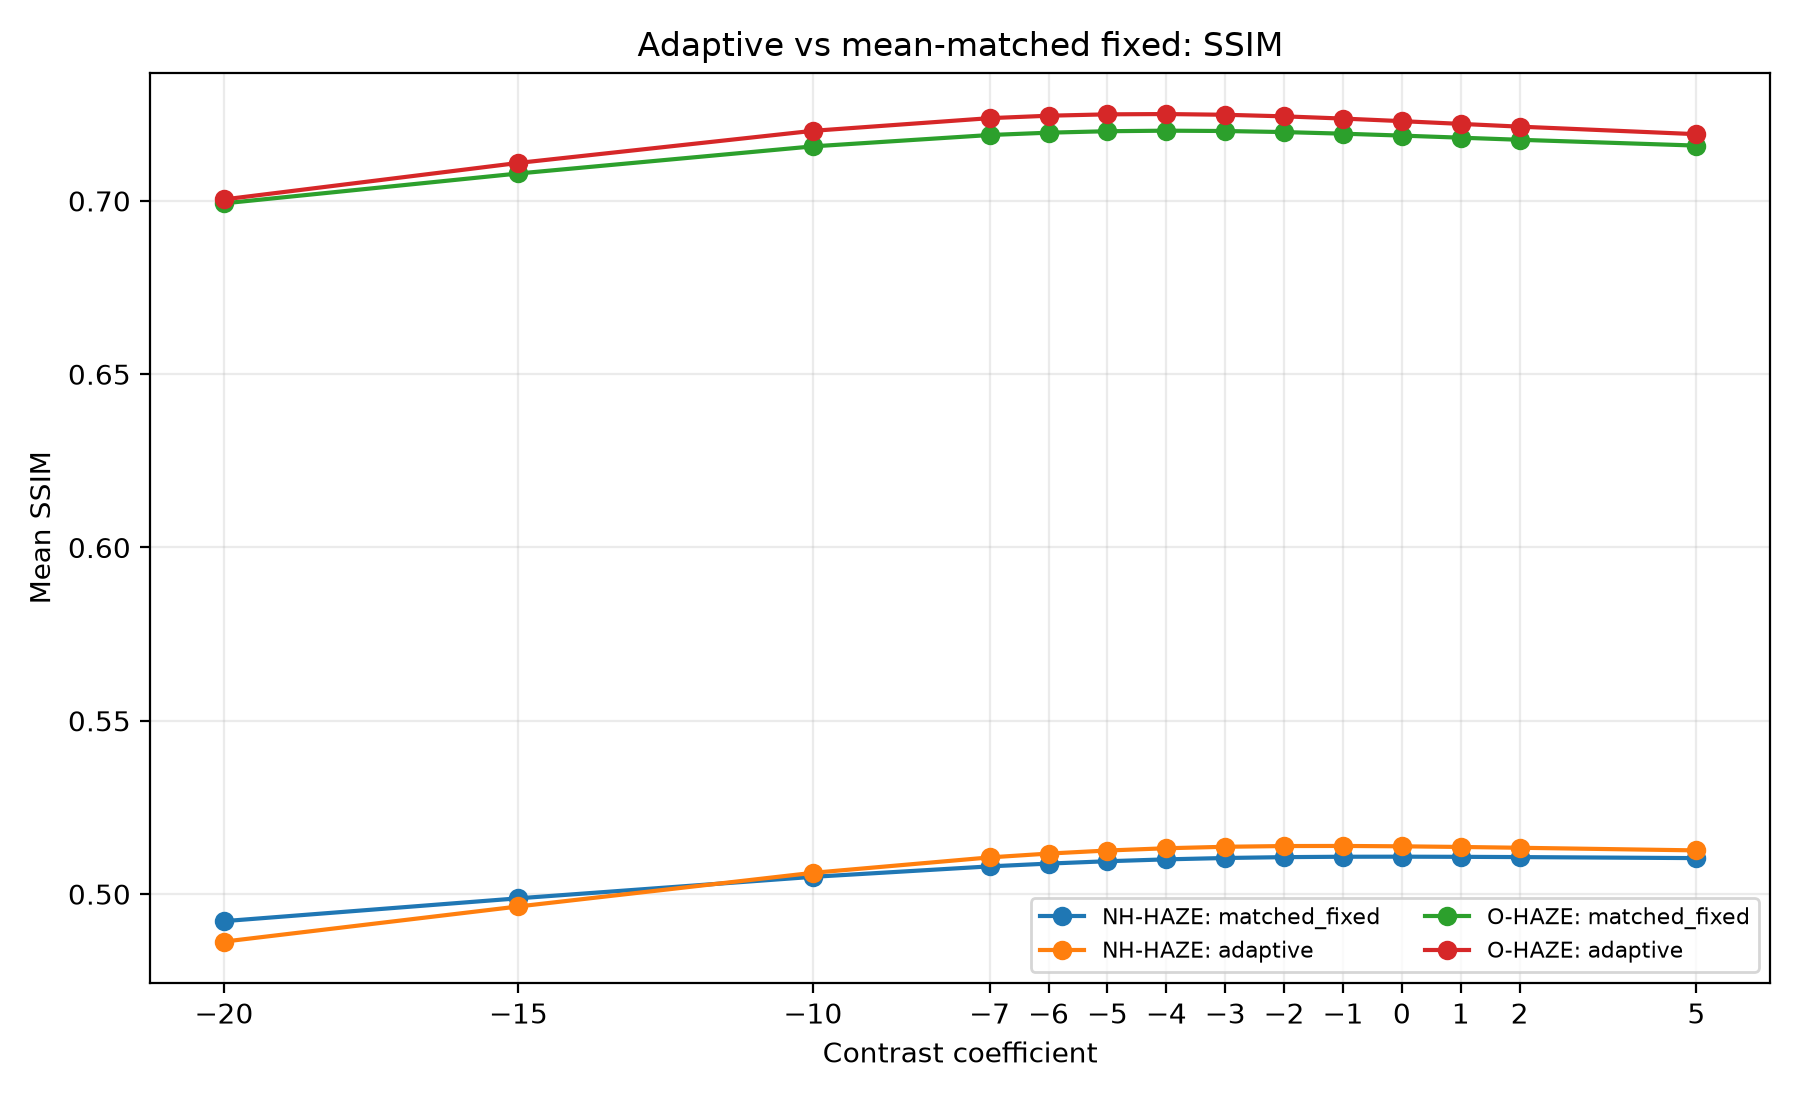 Adaptive vs mean-matched fixed: SSIM
Mean SSIM
0.70
0.65
0.60
0.55
0.50
NH-HAZE: matched_fixed
NH-HAZE: adaptive
O-HAZE: matched_fixed
O-HAZE: adaptive
−20 −15 −10 −7 −6 −5 −4 −3 −2 −1 0 1 2 5
Contrast coefficient